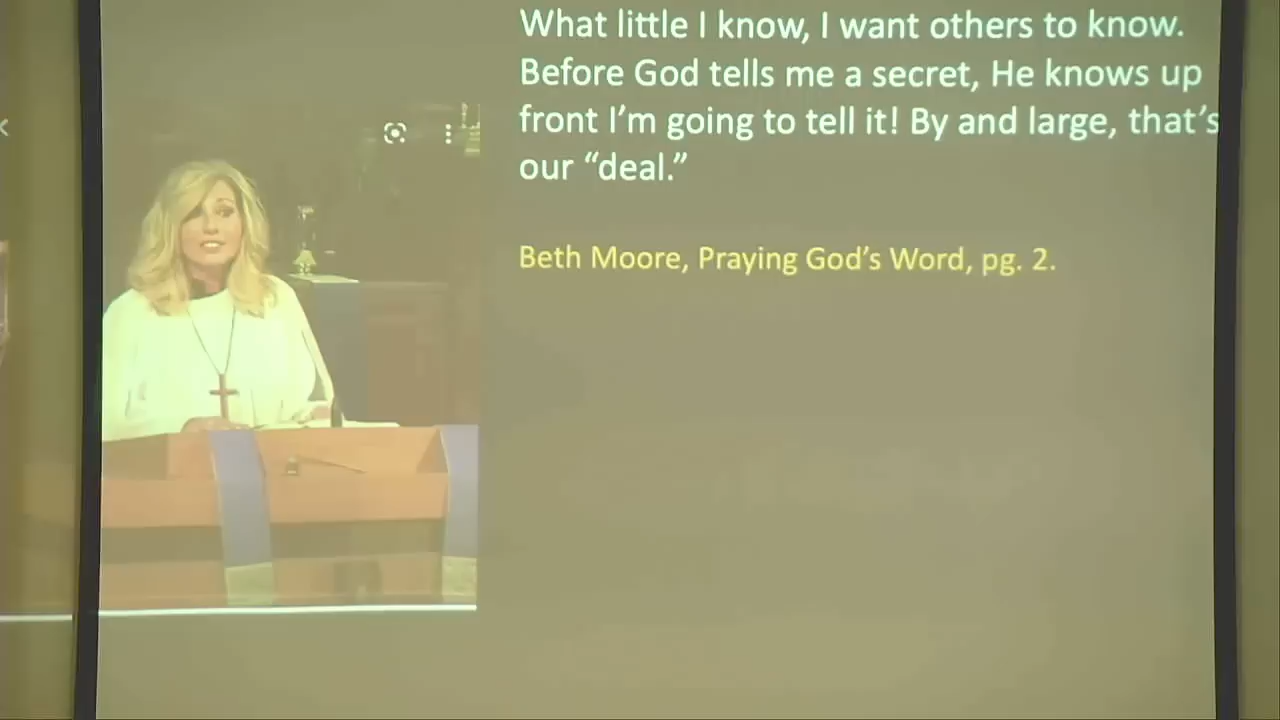 What little I know, I want others to know.
Before God tells me a secret, He knows up
front I’m going to tell it! By and large, that’s
our “deal.”
Beth Moore, Praying God’s Word, pg. 2.